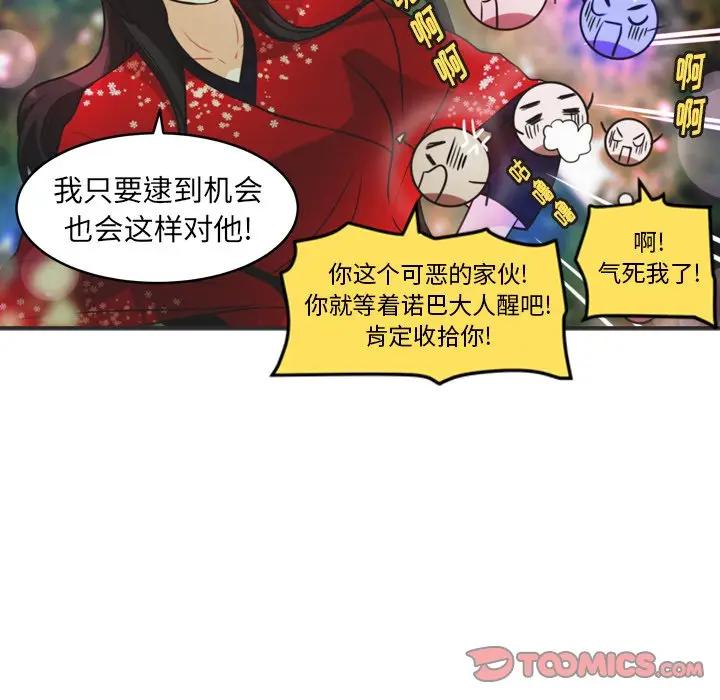 啊啊啊
啊啊
咕噜噜
我只要逮到机会
也会这样对他!
啊!
气死我了!
你这个可恶的家伙!
你就等着诺巴大人醒吧!
肯定收拾你!
TOOMICS.COM